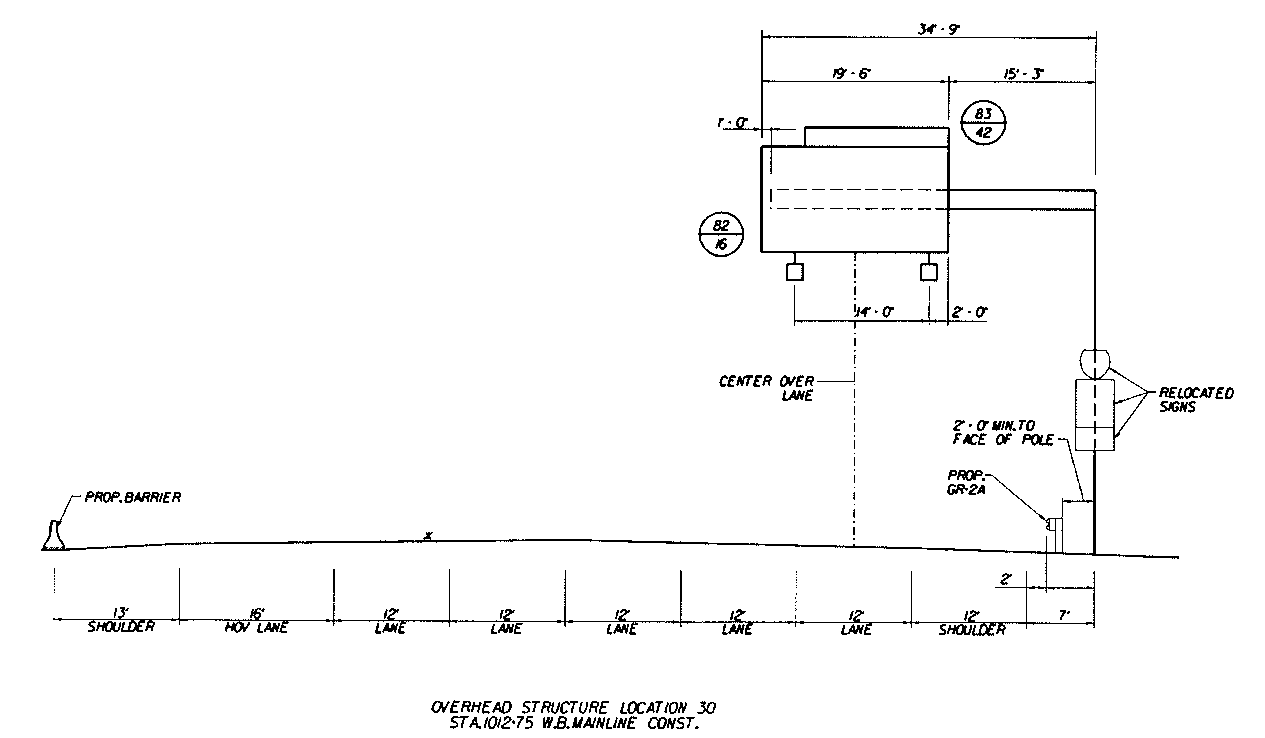 34'-9"
19'-6"
15'-3"
1'-0"
83
42
82
16
14'-0"
2'-0"
CENTER OVER
LANE
RELOCATED
SIGNS
2'-0" MIN. TO
FACE OF POLE
PROP.
GR-2A
PROP. BARRIER
x
2'
13'
SHOULDER
16'
HOV LANE
12'
LANE
12'
LANE
12'
LANE
12'
LANE
12'
LANE
12'
SHOULDER
7'
OVERHEAD STRUCTURE LOCATION 30
STA. 1012+75 W.B. MAINLINE CONST.